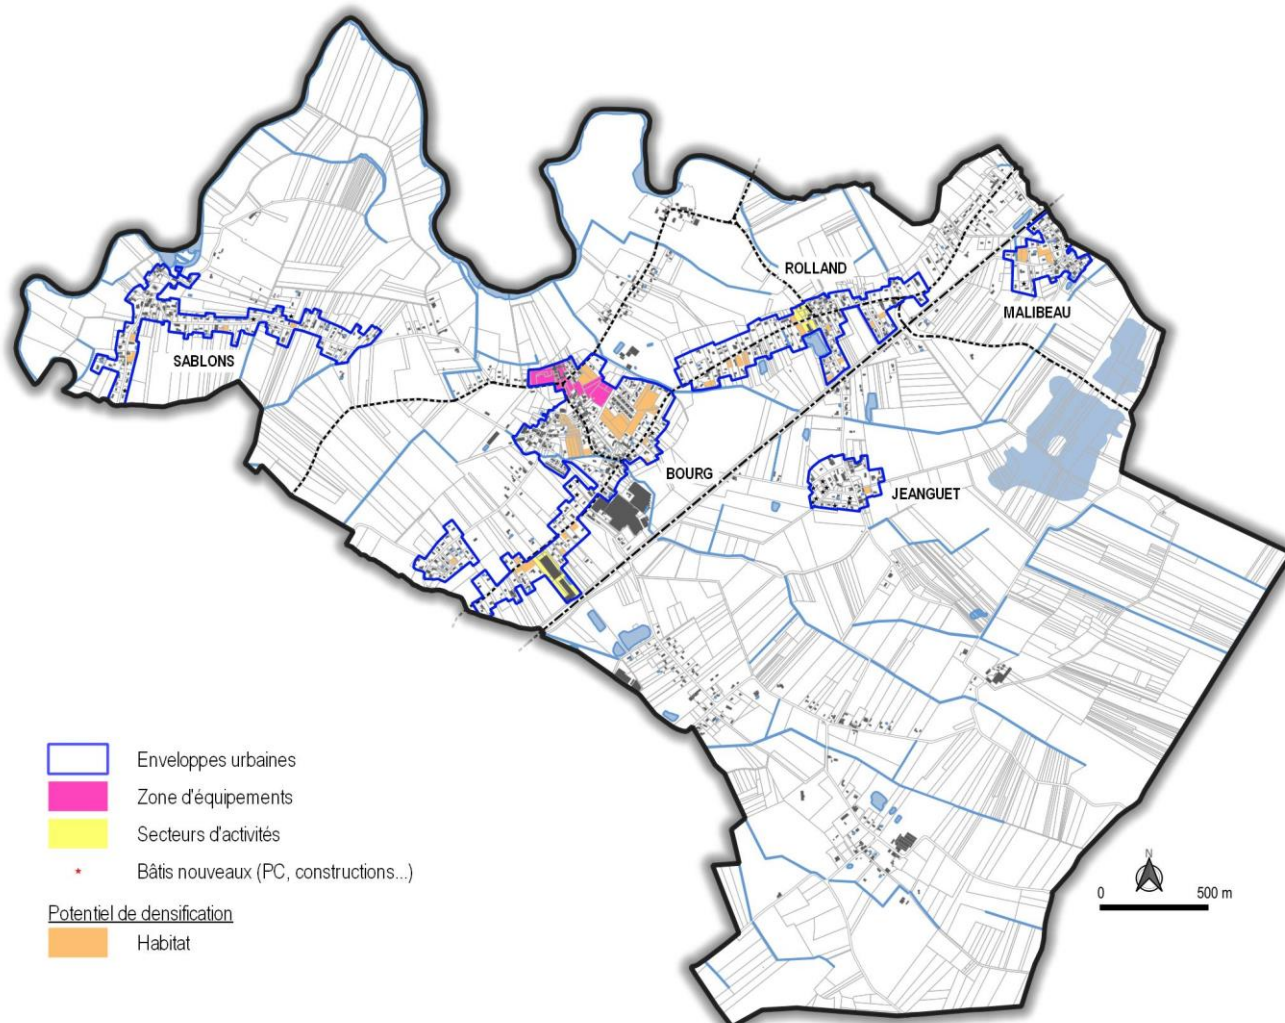 ROLLAND
MALIBEAU
SABLONS
BOURG
JEANGUET
Enveloppes urbaines
Zone d'équipements
Secteurs d'activités
Bâtis nouveaux (PC, constructions...)
Potentiel de densification
Habitat
N
0 500 m